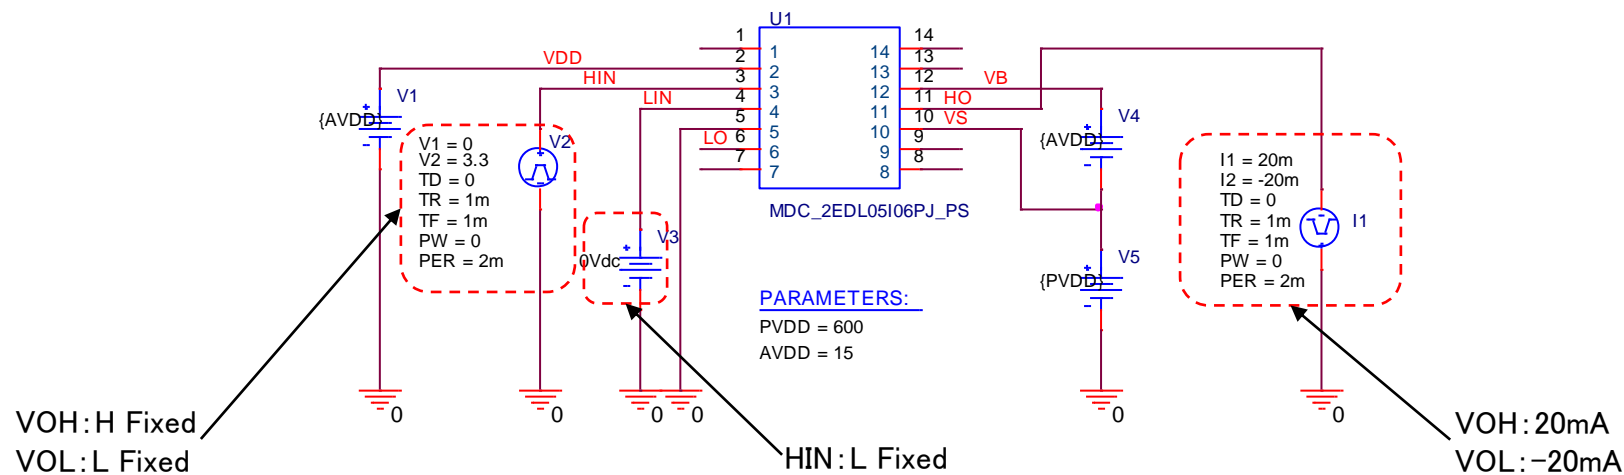 U1
1
2
3
4
5
6
7
1
2
3
4
5
6
7
14
13
12
11
10
9
8
14
13
12
11
10
9
8
VDD
HIN
LIN
LO
VB
HO
VS
MDC_2EDL05I06PJ_PS
V1
{AVDD}
V1 = 0
V2 = 3.3
TD = 0
TR = 1m
TF = 1m
PW = 0
PER = 2m
V2
V3
0Vdc
V4
{AVDD}
V5
{PVDD}
I1 = 20m
I2 = -20m
TD = 0
TR = 1m
TF = 1m
PW = 0
PER = 2m
I1
PARAMETERS:
PVDD = 600
AVDD = 15
0
0
0
0
0
0
VOH:H Fixed
VOL:L Fixed
HIN:L Fixed
VOH:20mA
VOL:-20mA